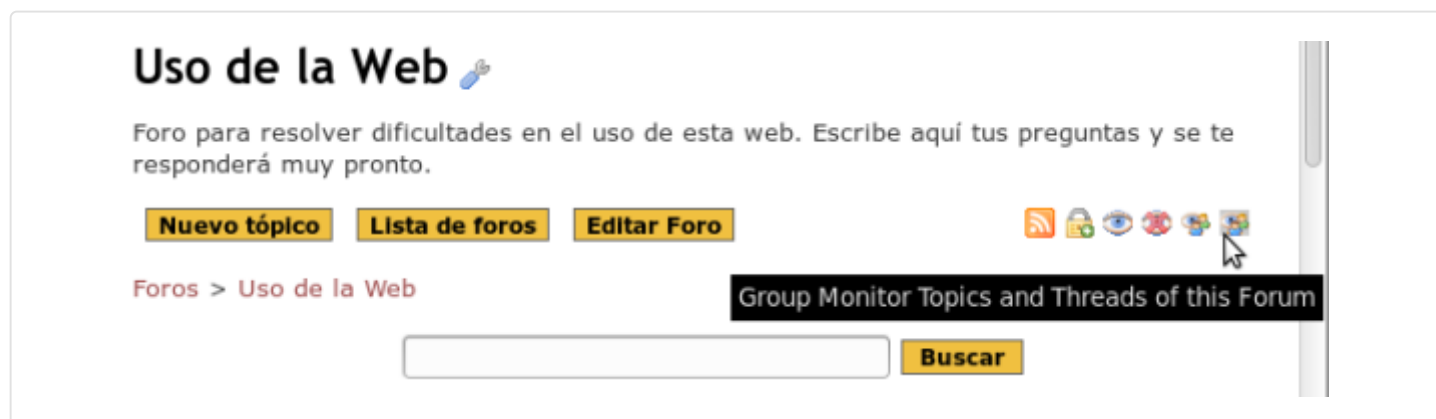 Uso de la Web
Foro para resolver dificultades en el uso de esta web. Escribe aquí tus preguntas y se te
responderá muy pronto.
Nuevo tópico Lista de foros Editar Foro
Foros > Uso de la Web
Group Monitor Topics and Threads of this Forum
Buscar